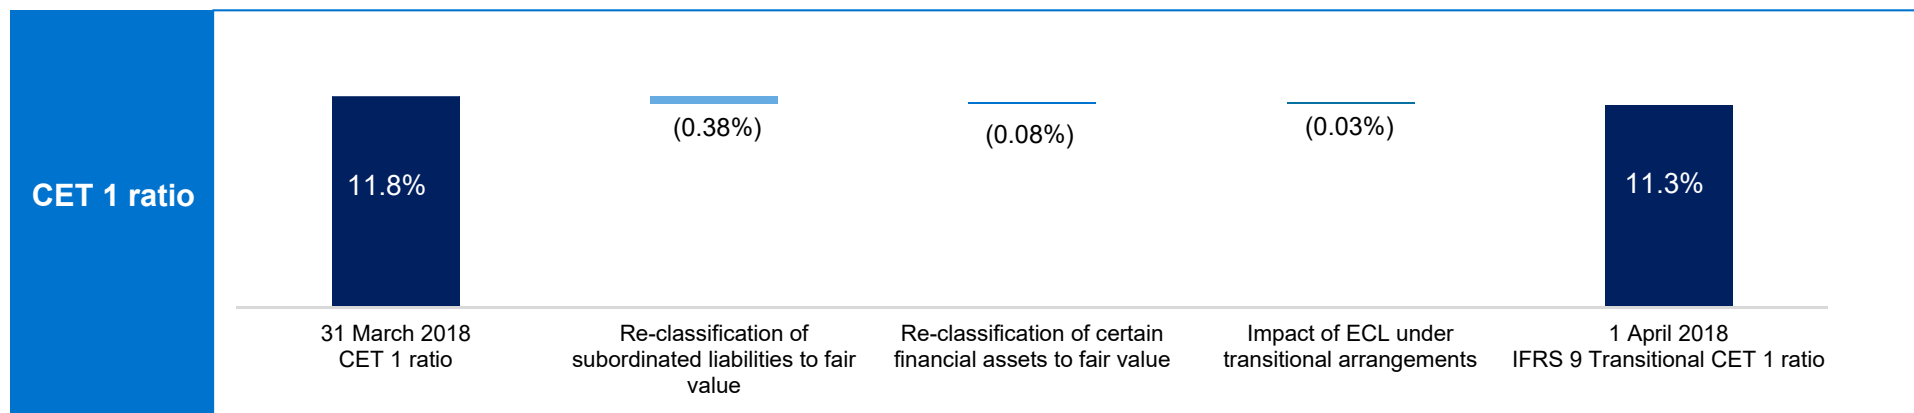 CET 1 ratio
11.8%
(0.38%)
(0.08%)
(0.03%)
11.3%
31 March 2018
CET 1 ratio
Re-classification of
subordinated liabilities to fair
value
Re-classification of certain
financial assets to fair value
Impact of ECL under
transitional arrangements
1 April 2018
IFRS 9 Transitional CET 1 ratio